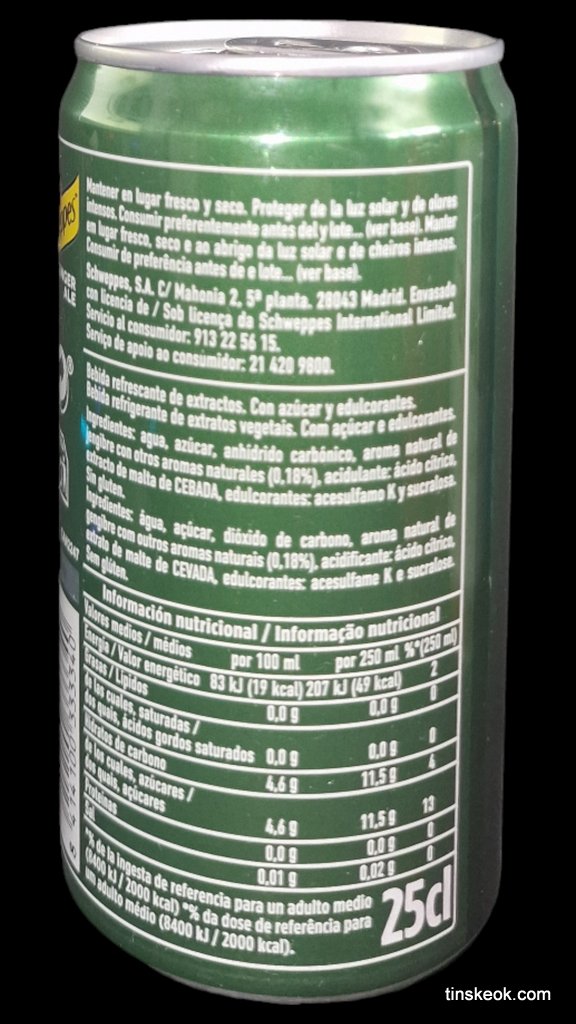 Mantener en lugar fresco y seco. Proteger de la luz solar y de olores
intensos. Consumir preferentemente antes del y lote... (ver base). Manter
em lugar fresco, seco e ao abrigo da luz solar e de cheiros intensos.
Consumir de preferência antes de e lote... (ver base).
Schweppes, S.A. C/ Mahonia 2, 5ª planta. 28043 Madrid. Envasado
con licencia de / Sob licença da Schweppes International Limited.
Servicio al consumidor: 913 22 56 15.
Serviço de apoio ao consumidor: 21 420 9800.
Bebida refrescante de extractos. Con azúcar y edulcorantes.
Bebida refrigerante de extratos vegetais. Com açúcar e edulcorantes.
Ingredientes: agua, azúcar, anhídrido carbónico, aroma natural de
jengibre con otros aromas naturales (0,18%), acidulante: ácido cítrico,
extracto de malta de CEBADA, edulcorantes: acesulfamo K y sucralosa.
Sin gluten.
Ingredientes: água, açúcar, dióxido de carbono, aroma natural de
gengibre com outros aromas naturais (0,18%), acidificante: ácido cítrico,
extrato de malte de CEVADA, edulcorantes: acesulfame K e sucralose.
Sem glúten.
Información nutricional / Informação nutricional
Valores medios / médios por 100 ml por 250 ml %*(250 ml)
Energía / Valor energético 83 kJ (19 kcal) 207 kJ (49 kcal) 2
Grasas / Lípidos 0,0 g 0,0 g 0
de las cuales, saturadas /
dos quais, ácidos gordos saturados 0,0 g 0,0 g 0
Hidratos de carbono 4,6 g 11,5 g 4
de los cuales, azúcares /
dos quais, açúcares 4,6 g 11,5 g 13
Proteínas 0,0 g 0,0 g 0
Sal 0,01 g 0,02 g 0
*% de la ingesta de referencia para un adulto medio
(8400 kJ / 2000 kcal) *% da dose de referência para
um adulto médio (8400 kJ / 2000 kcal).
25cl
GINGER
ALE
tinskeok.com